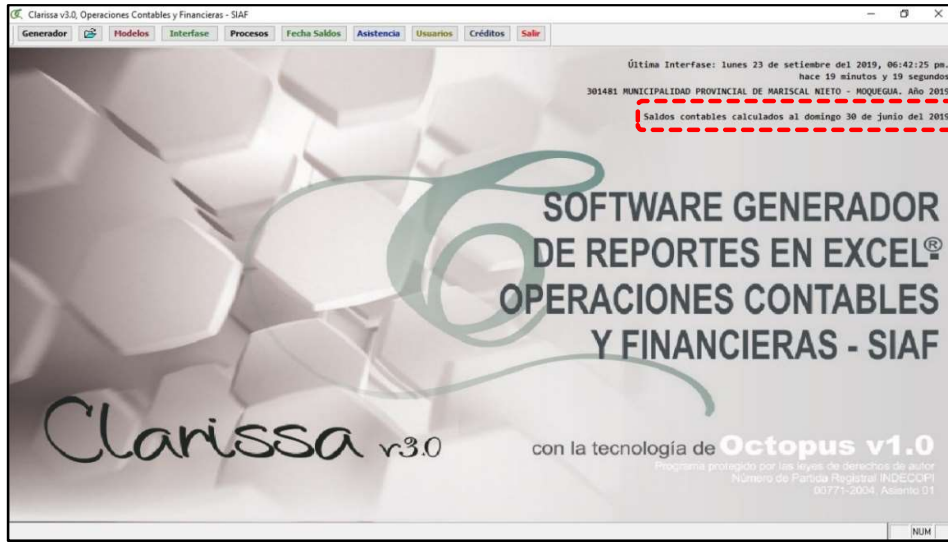 Clarissa v3.0, Operaciones Contables y Financieras - SIAF
Generador Modelos Interfase Procesos Fecha Saldos Asistencia Usuarios Créditos Salir
Última Interfase: lunes 23 de setiembre del 2019, 06:42:25 pm.
hace 19 minutos y 19 segundos
301481 MUNICIPALIDAD PROVINCIAL DE MARISCAL NIETO - MOQUEGUA. Año 2019
Saldos contables calculados al domingo 30 de junio del 2019
SOFTWARE GENERADOR
DE REPORTES EN EXCEL®
OPERACIONES CONTABLES
Y FINANCIERAS - SIAF
Clarissa v3.0
con la tecnología de Octopus v1.0
Programa protegido por las leyes de derechos de autor
Número de Partida Registral INDECOPI
00771-2004, Asiento 01
NUM